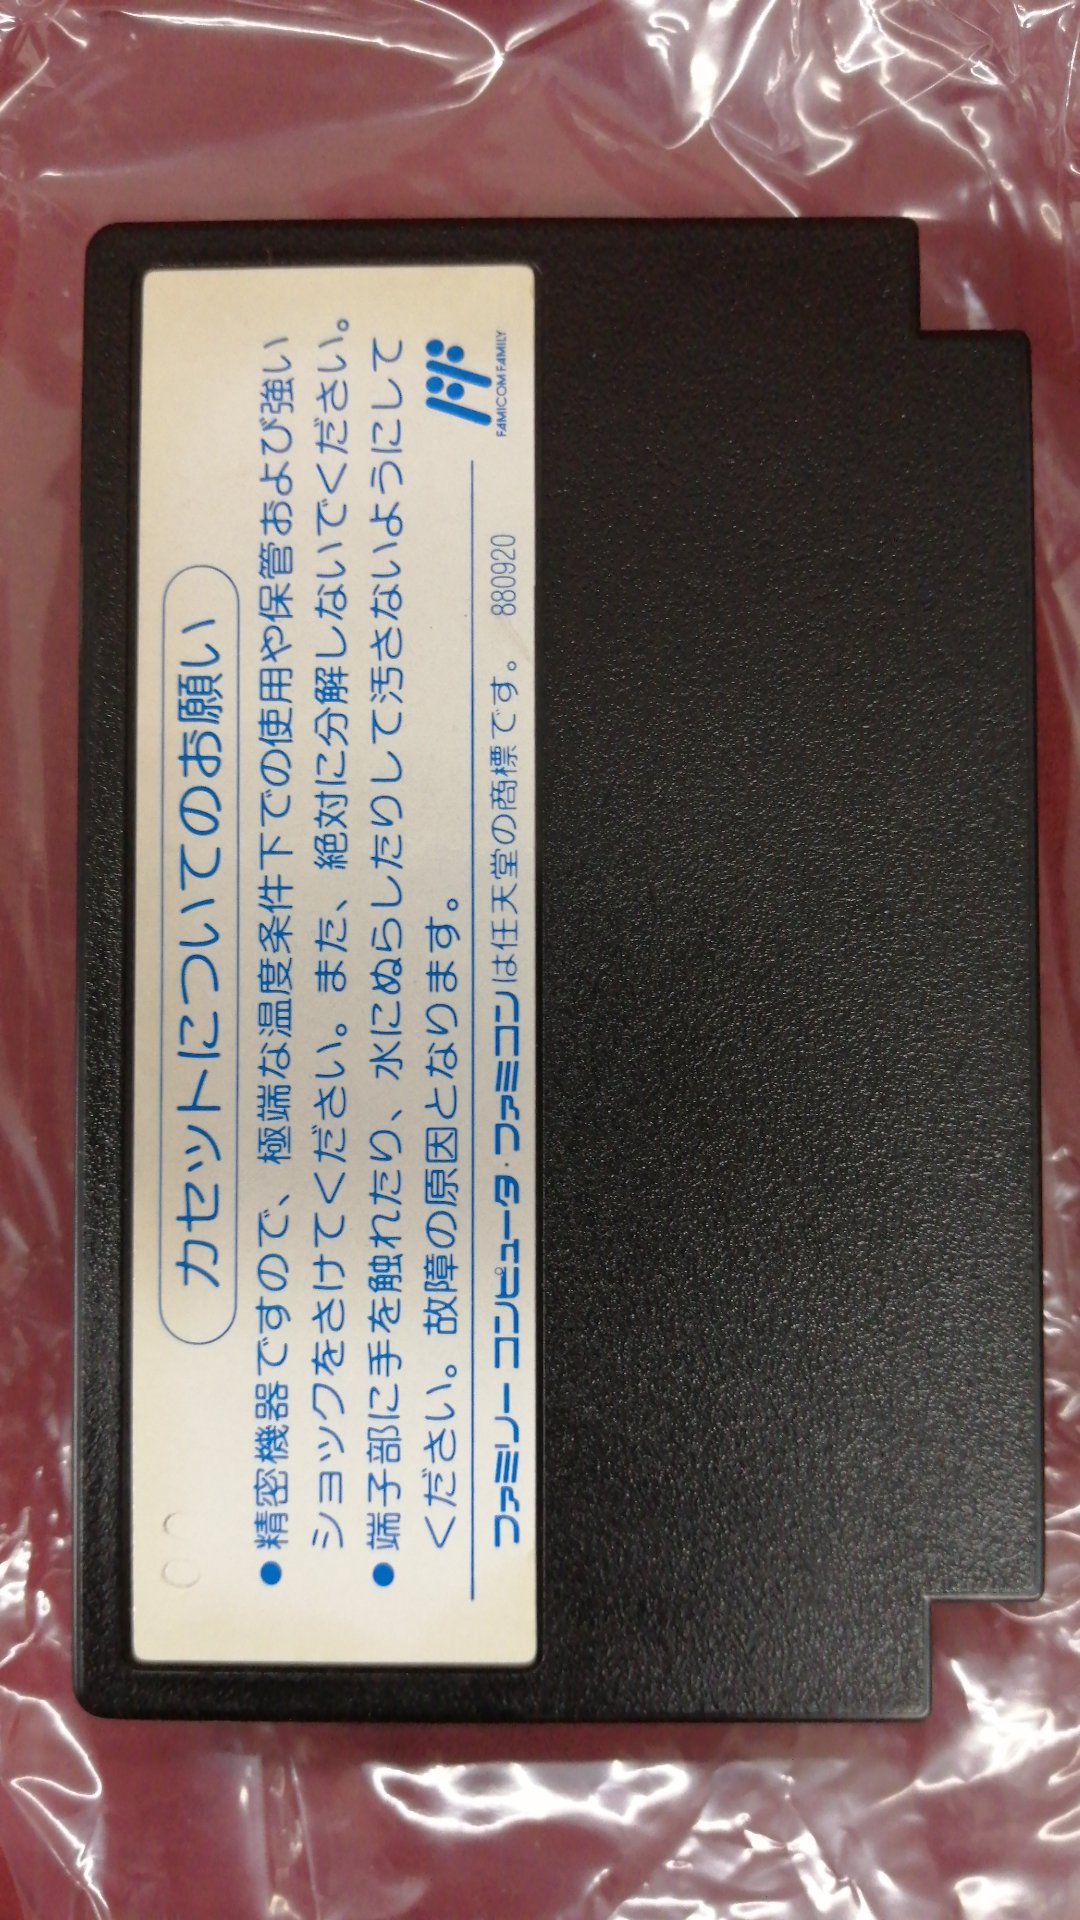 カセットについてのお願い
●精密機器ですので、極端な温度条件下での使用や保管および強い
ショックをさけてください。また、絶対に分解しないでください。
●端子部に手を触れたり、水にぬらしたりして汚さないようにして
ください。故障の原因となります。
FAMICOM FAMILY
ファミリーコンピュータ・ファミコンは任天堂の商標です。 880920